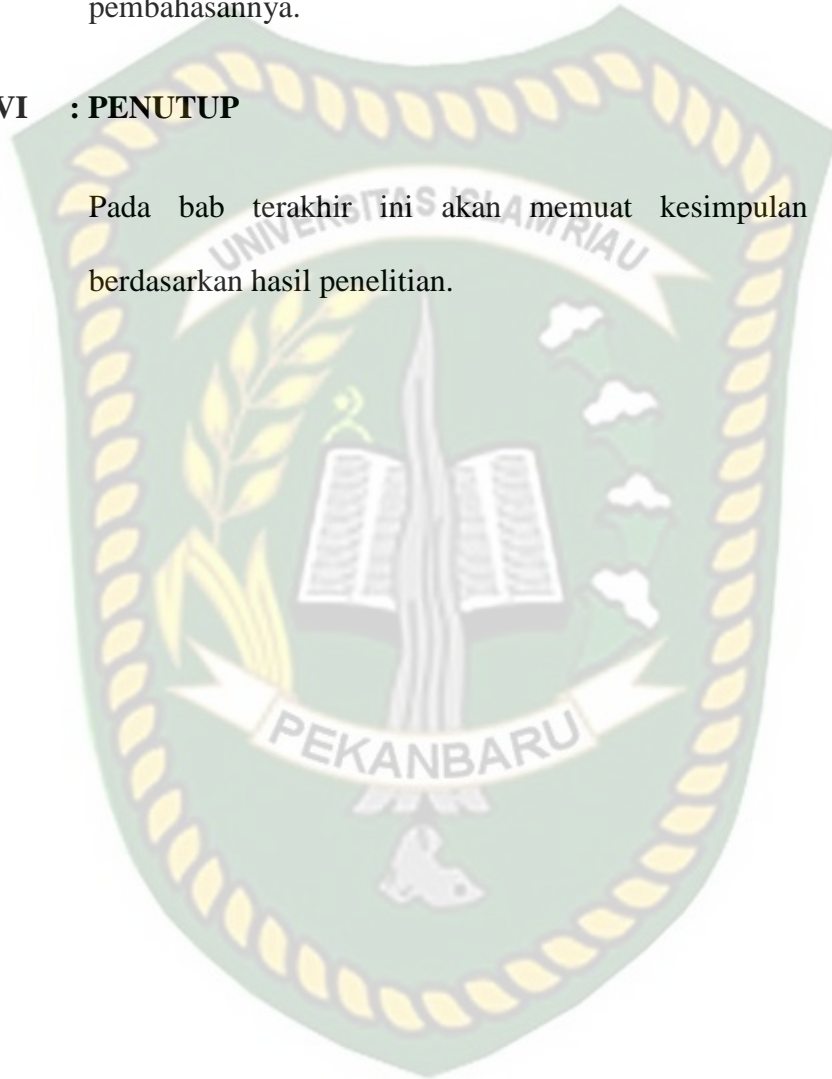 pembahasannya.
VI : PENUTUP
Pada bab terakhir ini akan memuat kesimpulan
berdasarkan hasil penelitian.
UNIVERSITAS ISLAM RIAU
PEKANBARU